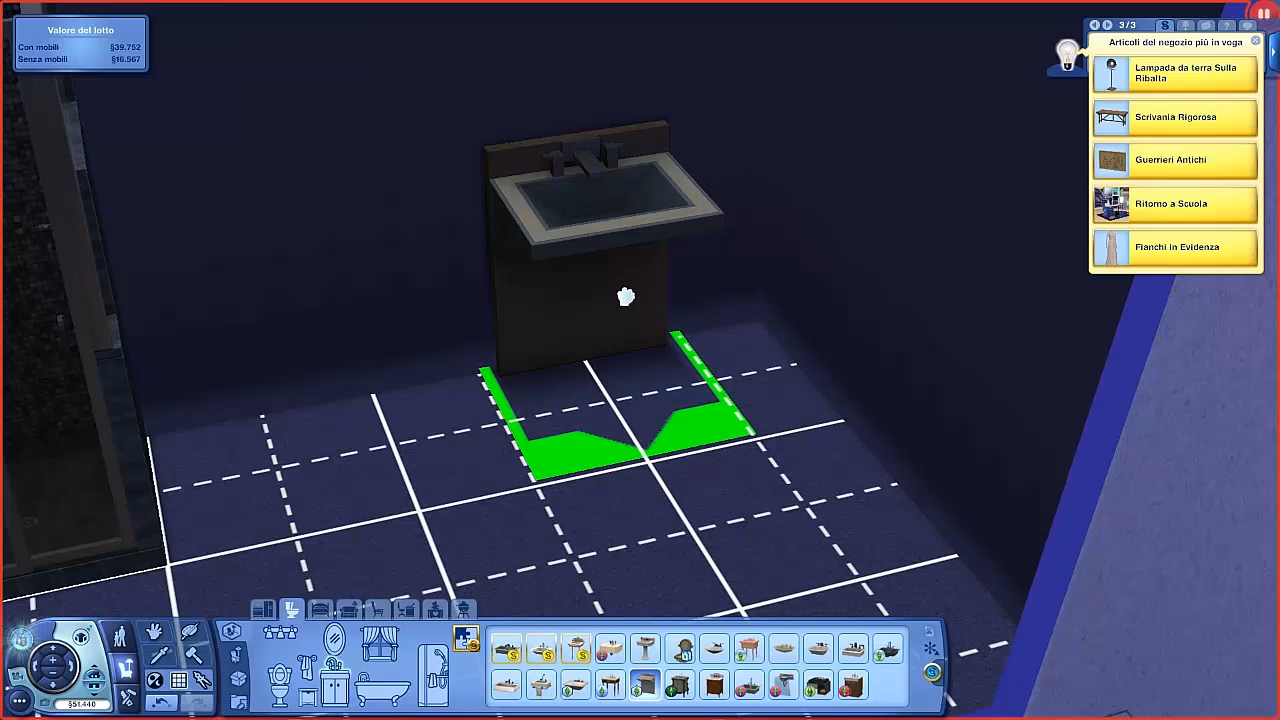 Valore del lotto
Con mobili §39.752
Senza mobili §16.567
3/3
Articoli del negozio più in voga
Lampada da terra Sulla
Ribalta
Scrivania Rigorosa
Guerrieri Antichi
Ritorno a Scuola
Fianchi in Evidenza
§51.440